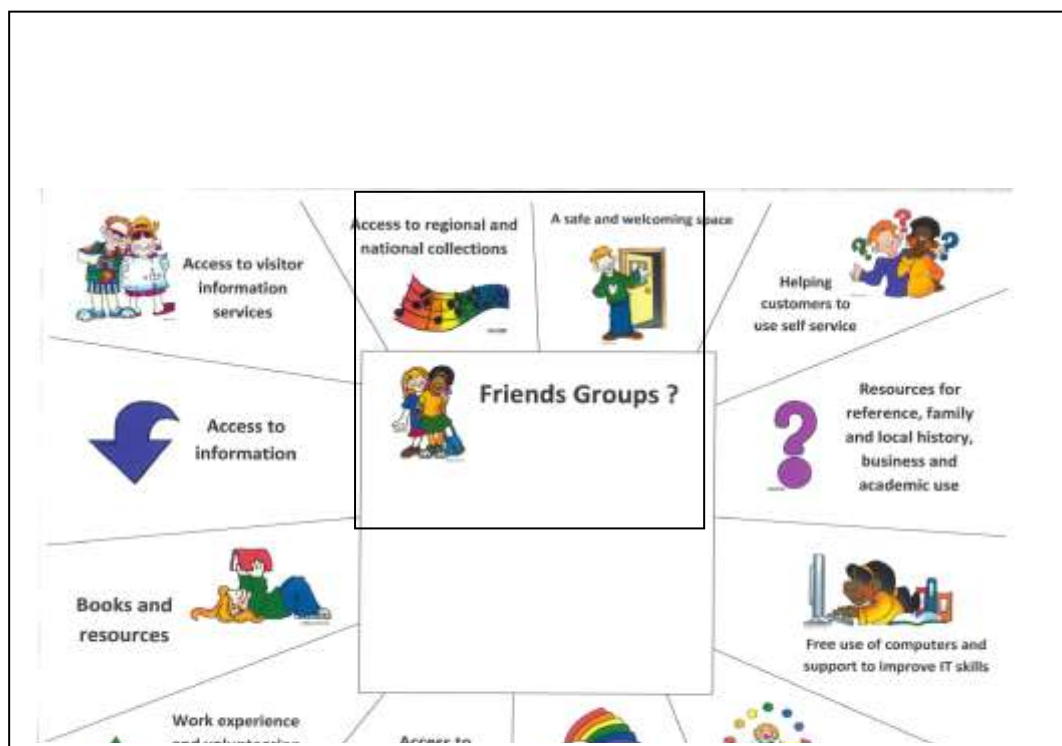 Access to visitor
information
services
Access to regional and
national collections
A safe and welcoming space
Helping
customers to
use self service
Friends Groups ?
Access to
information
Resources for
reference, family
and local history,
business and
academic use
Books and
resources
Free use of computers and
support to improve IT skills
Work experience
and volunteering
Access to